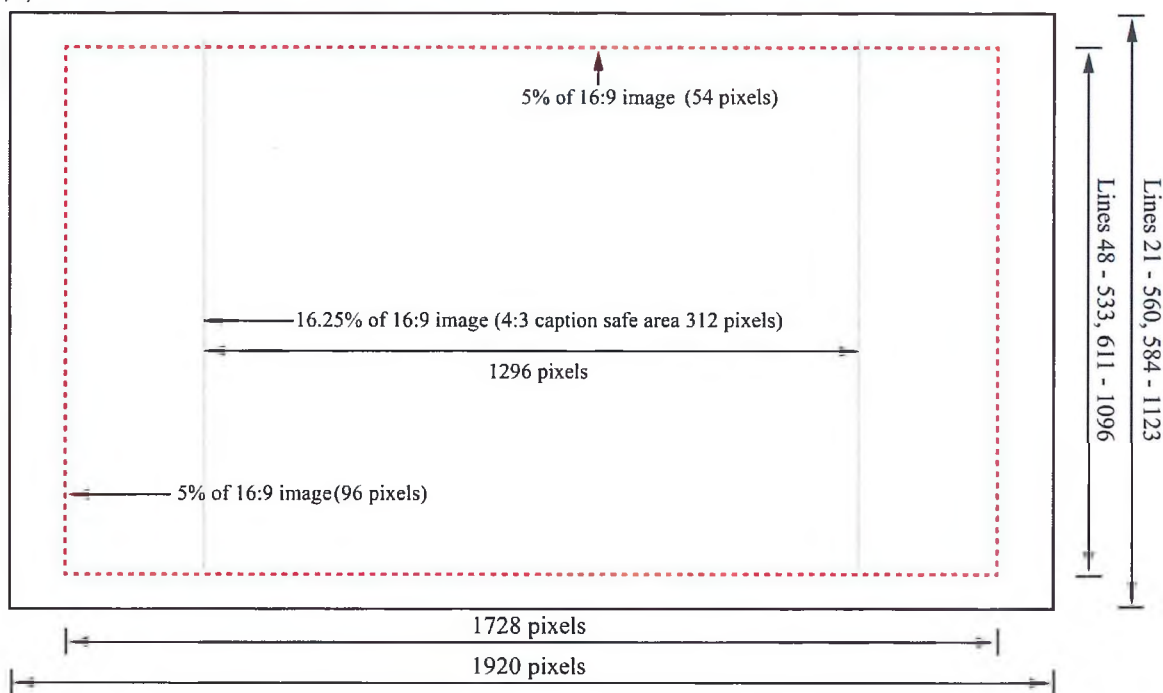 5% of 16:9 image (54 pixels)
16.25% of 16:9 image (4:3 caption safe area 312 pixels)
1296 pixels
5% of 16:9 image (96 pixels)
1728 pixels
1920 pixels
Lines 48 - 533, 611 - 1096
Lines 21 - 560, 584 - 1123